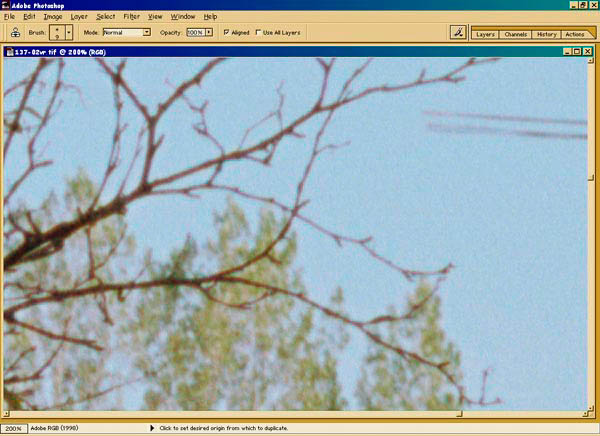 Adobe Photoshop
File Edit Image Layer Select Filter View Window Help
Brush: 9 Mode: Normal Opacity: 100% Aligned Use All Layers Layers Channels History Actions
137-02vr.tif @ 200% (RGB)
200% Adobe RGB (1998) Click to set desired origin from which to duplicate.